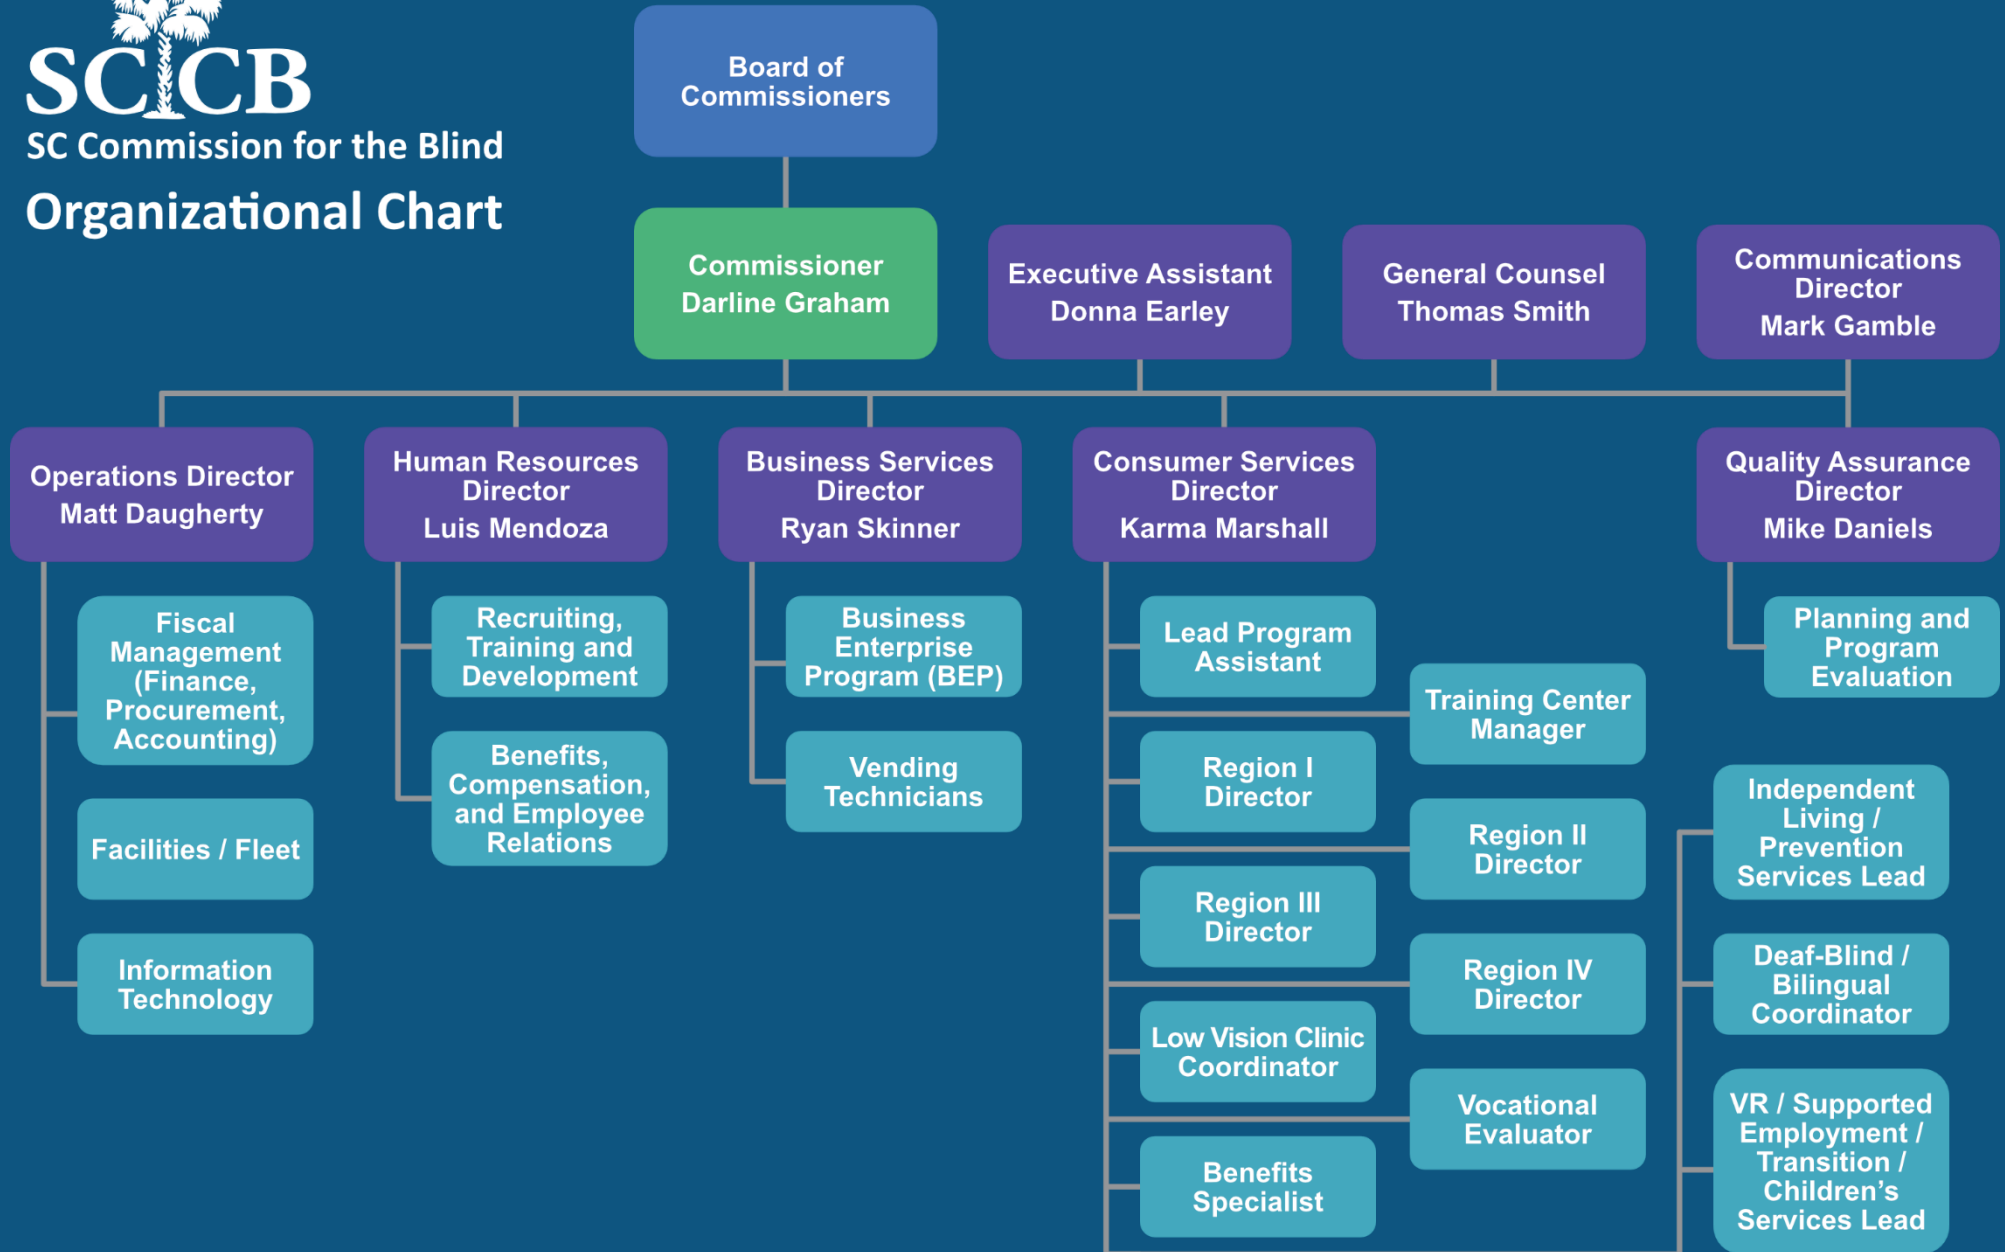 SC CB
SC Commission for the Blind
Organizational Chart
Board of
Commissioners
Commissioner
Darline Graham
Executive Assistant
Donna Earley
General Counsel
Thomas Smith
Communications
Director
Mark Gamble
Operations Director
Matt Daugherty
Human Resources
Director
Luis Mendoza
Business Services
Director
Ryan Skinner
Consumer Services
Director
Karma Marshall
Quality Assurance
Director
Mike Daniels
Fiscal
Management
(Finance,
Procurement,
Accounting)
Facilities / Fleet
Information
Technology
Recruiting,
Training and
Development
Benefits,
Compensation,
and Employee
Relations
Business
Enterprise
Program (BEP)
Vending
Technicians
Lead Program
Assistant
Training Center
Manager
Region I
Director
Region II
Director
Region III
Director
Region IV
Director
Low Vision Clinic
Coordinator
Vocational
Evaluator
Benefits
Specialist
Independent
Living /
Prevention
Services Lead
Deaf-Blind /
Bilingual
Coordinator
VR / Supported
Employment /
Transition /
Children’s
Services Lead
Planning and
Program
Evaluation